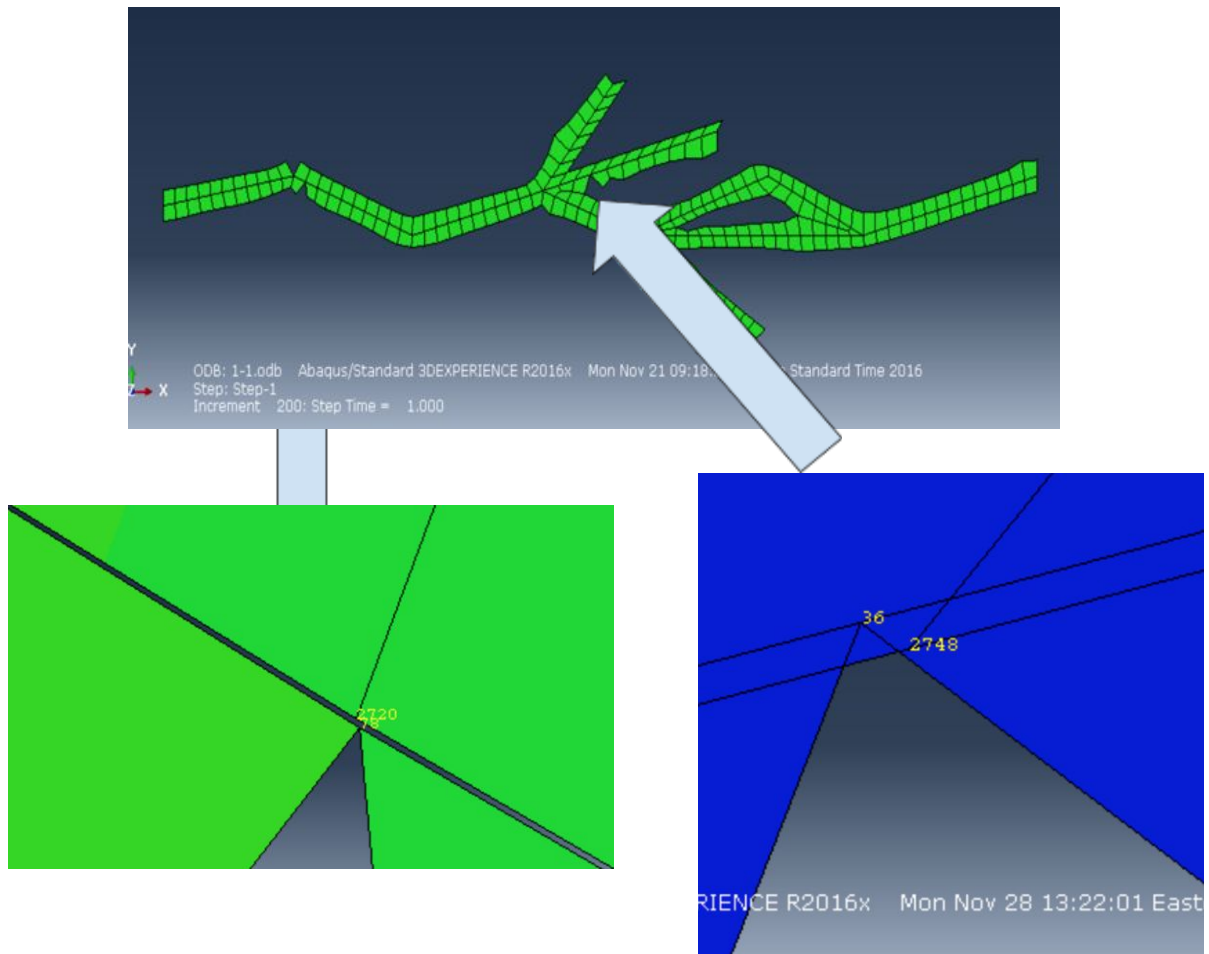 Y
Z X
ODB: 1-1.odb Abaqus/Standard 3DEXPERIENCE R2016x Mon Nov 21 09:18: Standard Time 2016
Step: Step-1
Increment 200: Step Time = 1.000
2720
78
36
2748
RIENCE R2016x Mon Nov 28 13:22:01 East